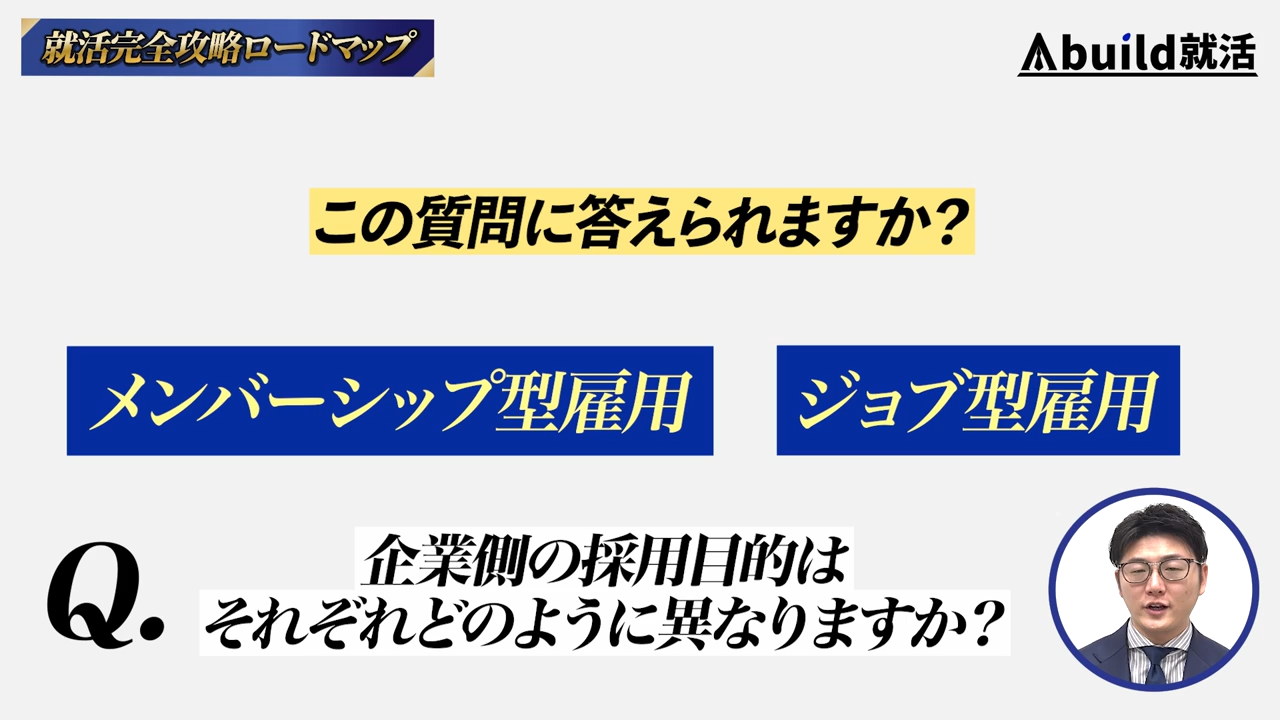 就活完全攻略ロードマップ
Abuild就活
この質問に答えられますか？
メンバーシップ型雇用
ジョブ型雇用
Q.
企業側の採用目的は
それぞれどのように異なりますか？